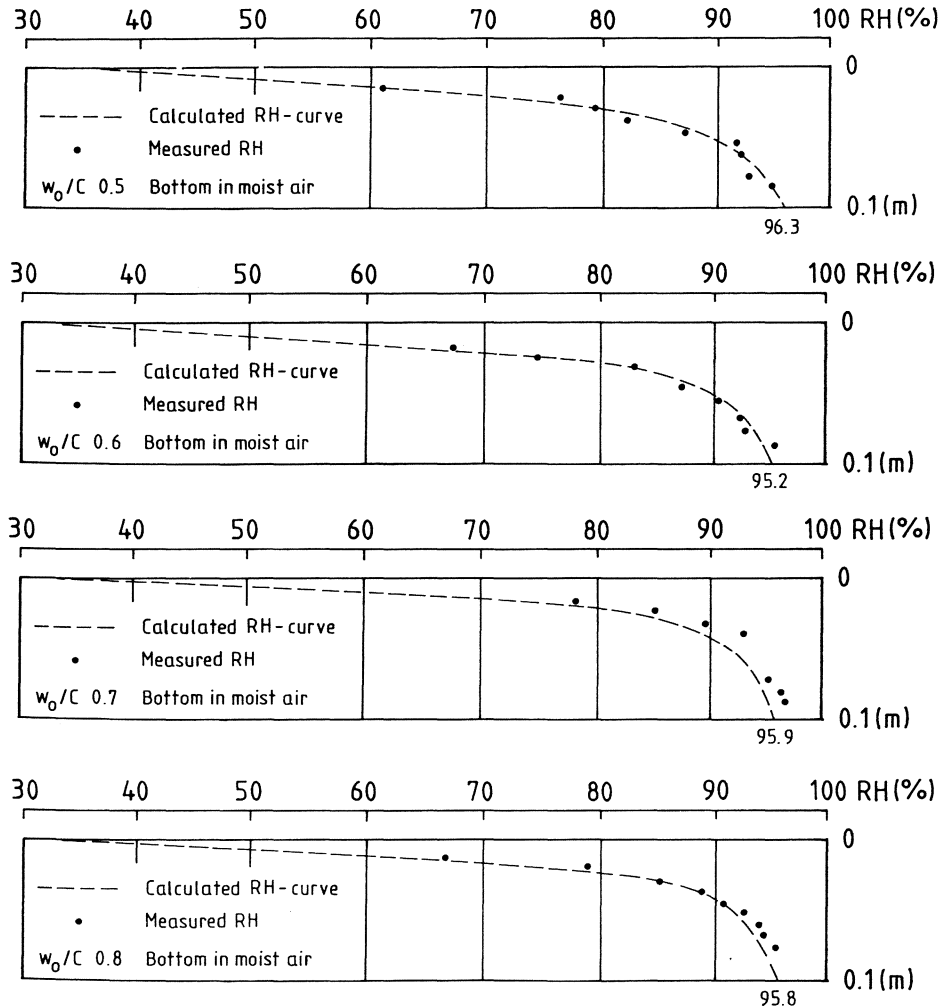 30 40 50 60 70 80 90 100 RH(%)
0
Calculated RH-curve
Measured RH
w₀/C 0.5 Bottom in moist air
0.1(m)
96.3
30 40 50 60 70 80 90 100 RH(%)
0
Calculated RH-curve
Measured RH
w₀/C 0.6 Bottom in moist air
0.1(m)
95.2
30 40 50 60 70 80 90 100 RH(%)
0
Calculated RH-curve
Measured RH
w₀/C 0.7 Bottom in moist air
0.1(m)
95.9
30 40 50 60 70 80 90 100 RH(%)
0
Calculated RH-curve
Measured RH
w₀/C 0.8 Bottom in moist air
0.1(m)
95.8